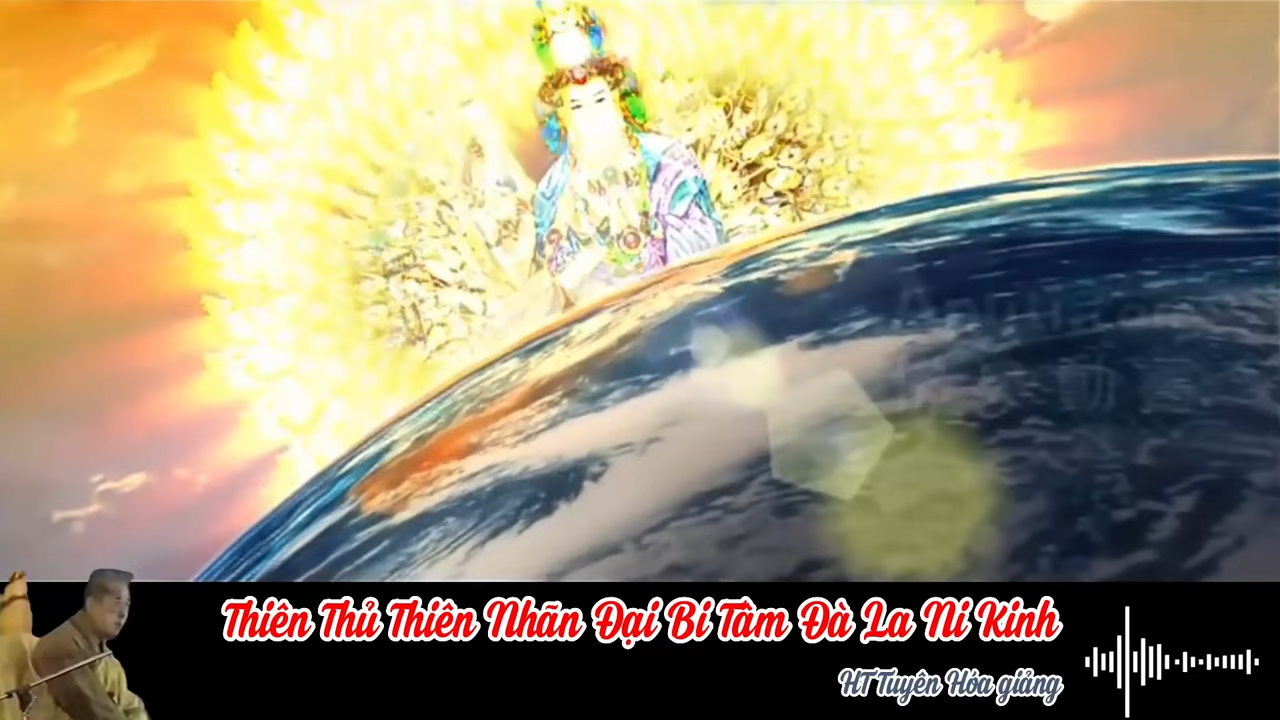 Thiên Thủ Thiên Nhãn Đại Bi Tâm Đà La Ni Kinh
HT Tuyên Hóa giảng